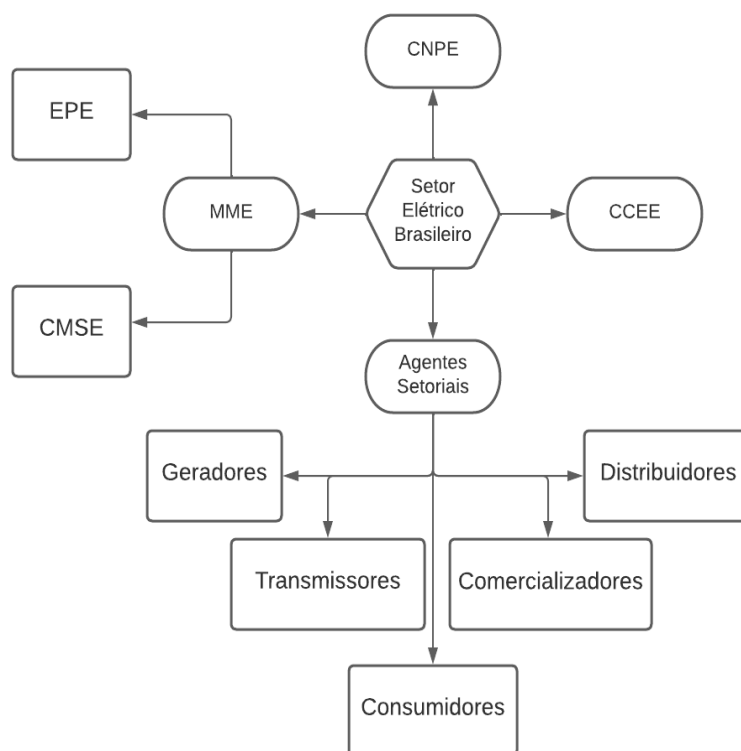 CNPE
EPE
MME
Setor
Elétrico
Brasileiro
CCEE
CMSE
Agentes
Setoriais
Geradores
Distribuidores
Transmissores
Comercializadores
Consumidores